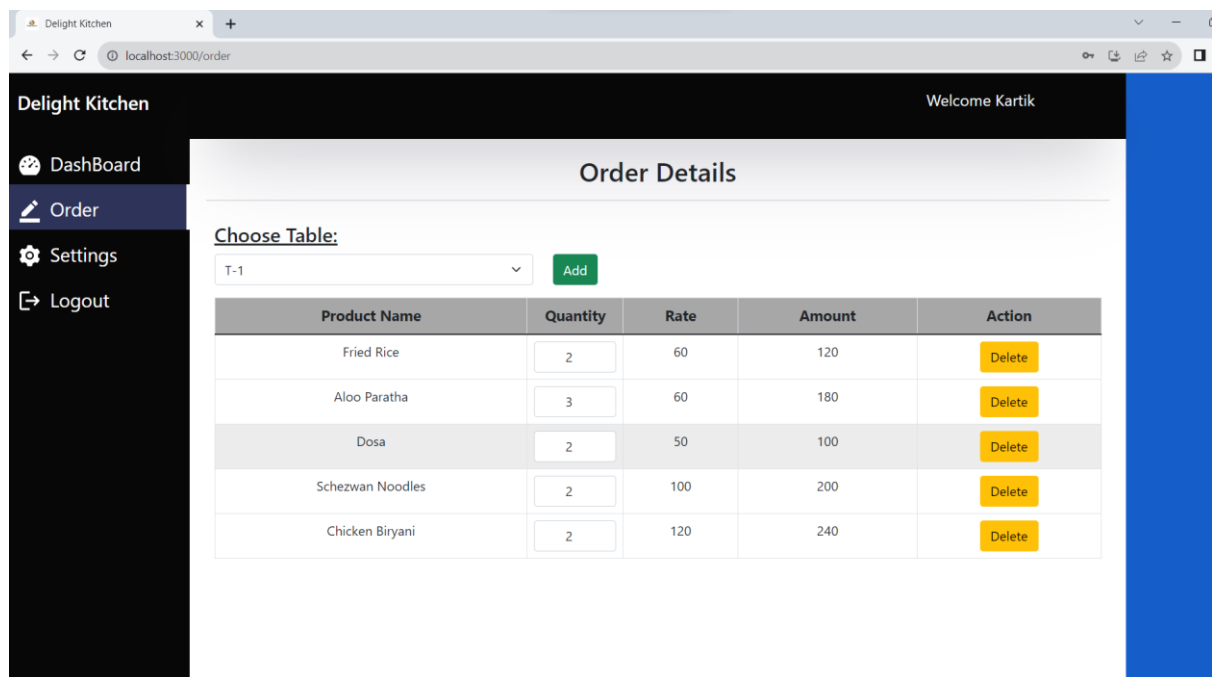 Delight Kitchen
localhost:3000/order
Delight Kitchen
Welcome Kartik
DashBoard
Order
Settings
Logout
Order Details
Choose Table:
T-1 Add
Product Name Quantity Rate Amount Action
Fried Rice 2 60 120 Delete
Aloo Paratha 3 60 180 Delete
Dosa 2 50 100 Delete
Schezwan Noodles 2 100 200 Delete
Chicken Biryani 2 120 240 Delete